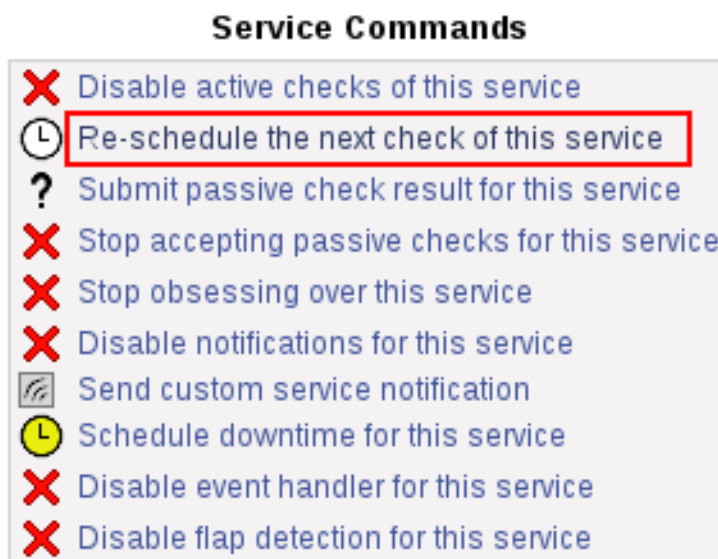 Service Commands
Disable active checks of this service
Re-schedule the next check of this service
? Submit passive check result for this service
Stop accepting passive checks for this service
Stop obsessing over this service
Disable notifications for this service
Send custom service notification
Schedule downtime for this service
Disable event handler for this service
Disable flap detection for this service